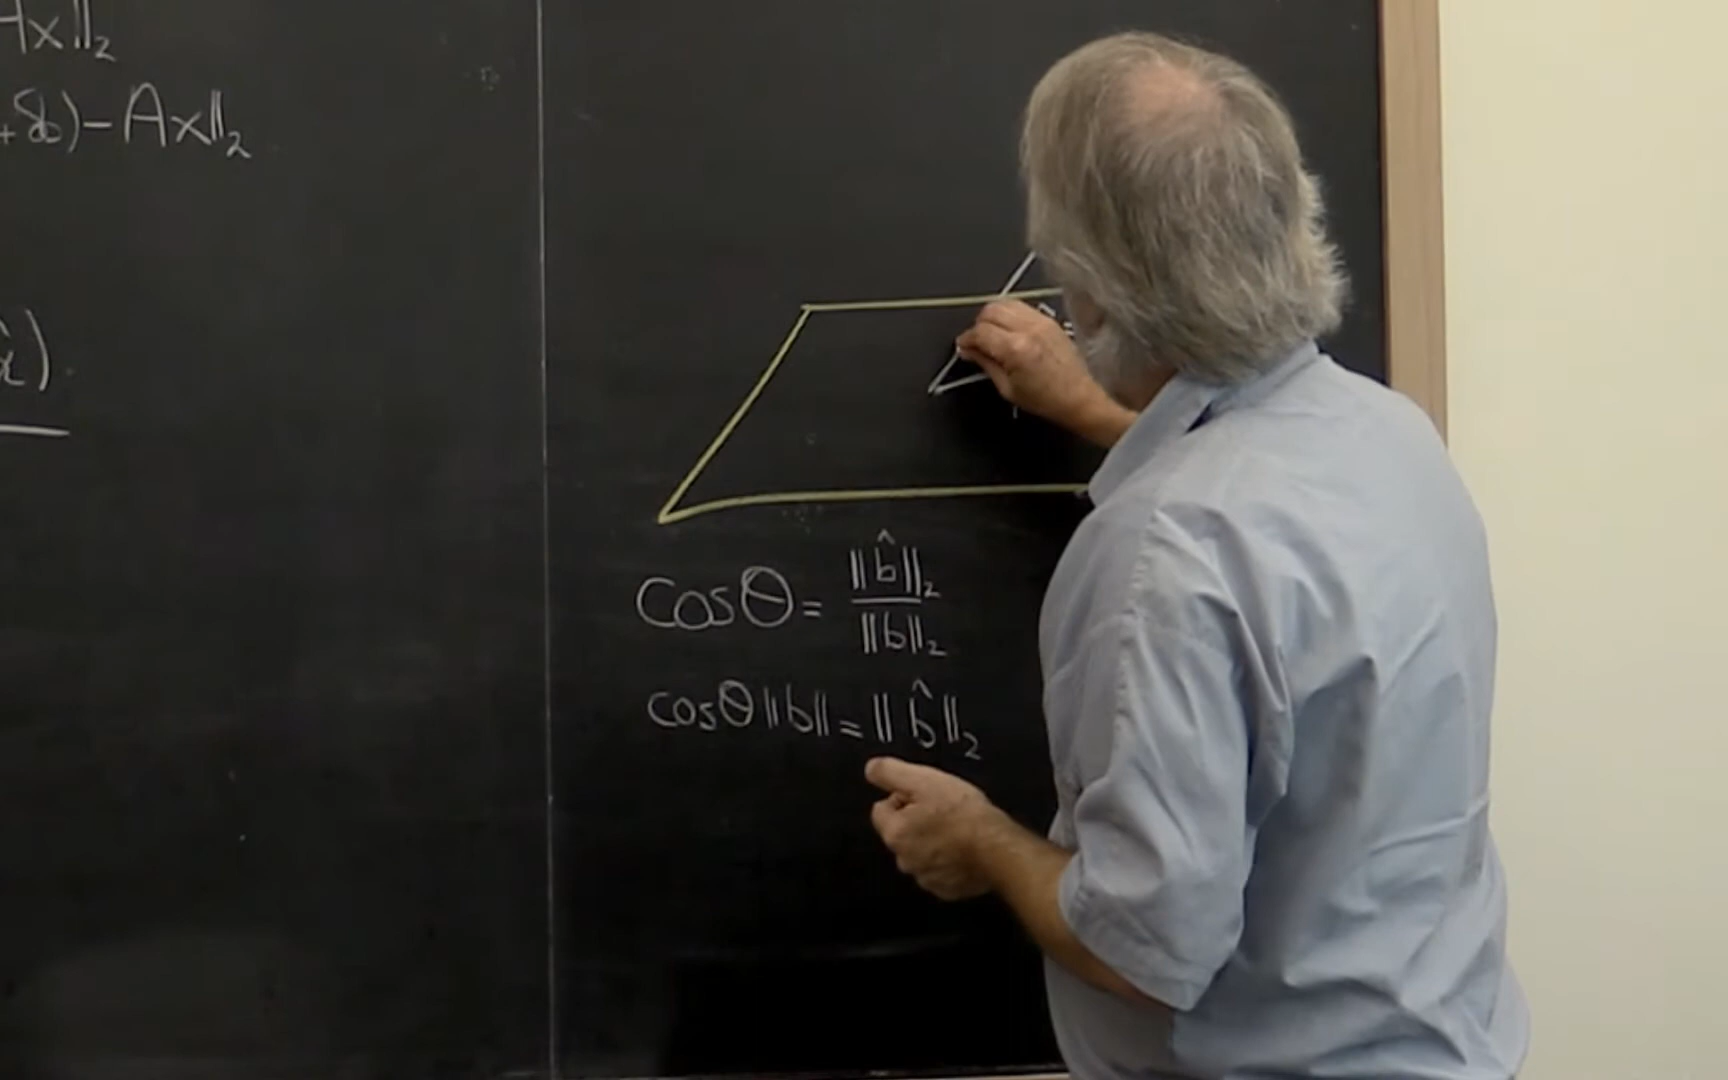 Ax‖₂
+δb)-Ax‖₂
x̂)
cosθ = ‖b̂‖₂
‖b‖₂
cosθ‖b‖ = ‖b̂‖₂